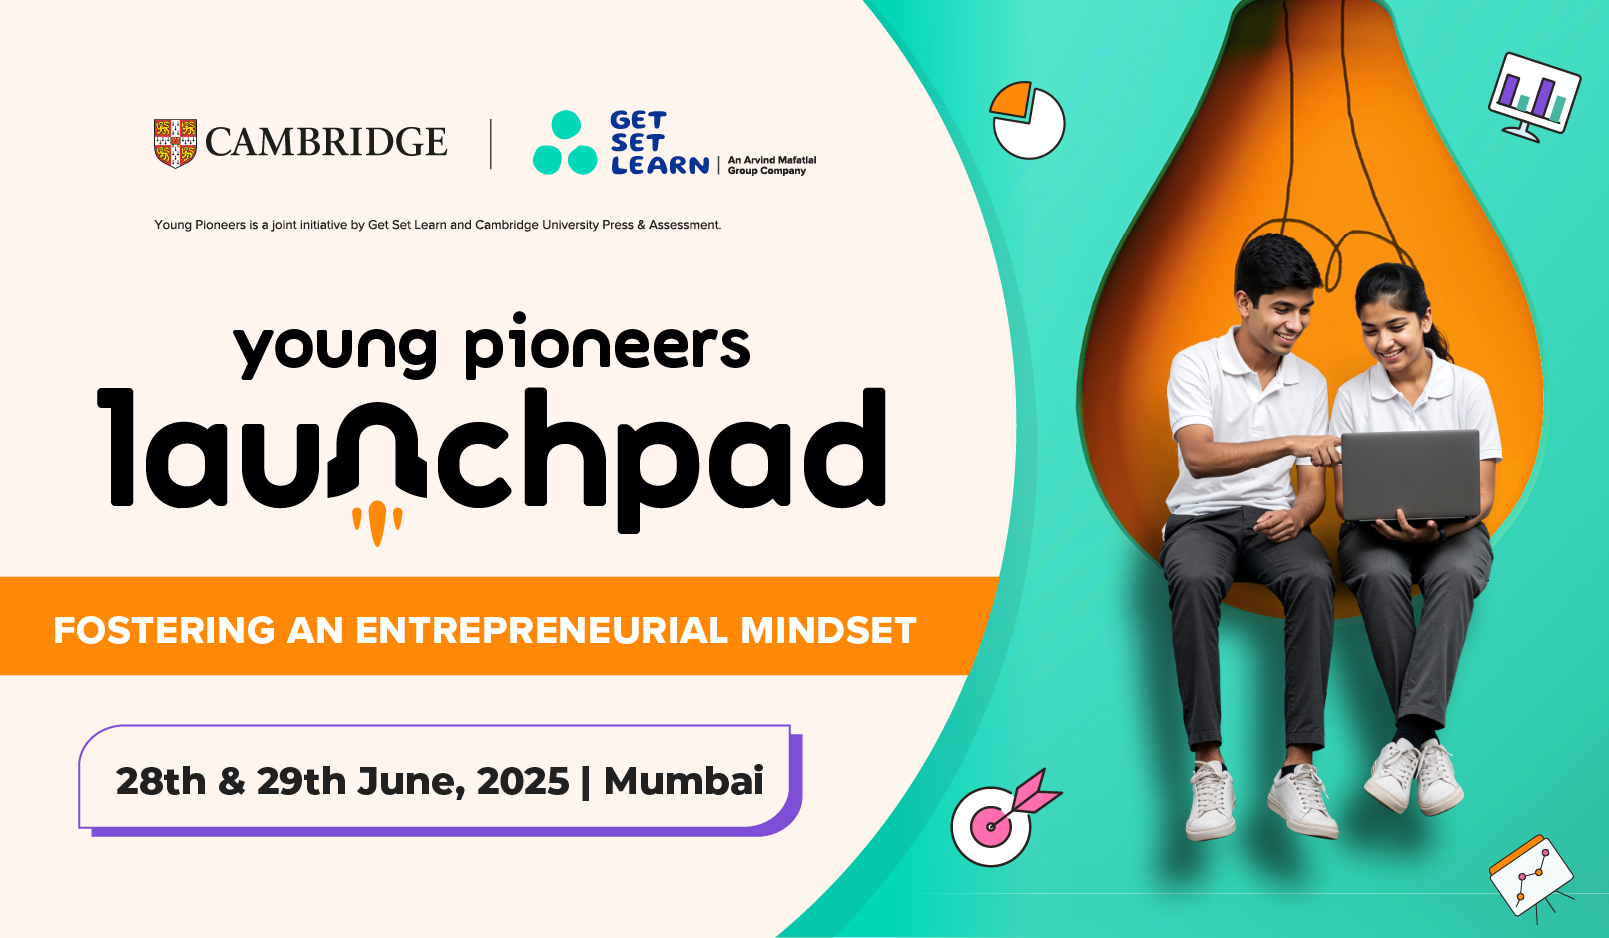 CAMBRIDGE
GET
SET
LEARN
An Arvind Mafatlal
Group Company
Young Pioneers is a joint initiative by Get Set Learn and Cambridge University Press & Assessment.
young pioneers
launchpad
FOSTERING AN ENTREPRENEURIAL MINDSET
28th & 29th June, 2025 | Mumbai